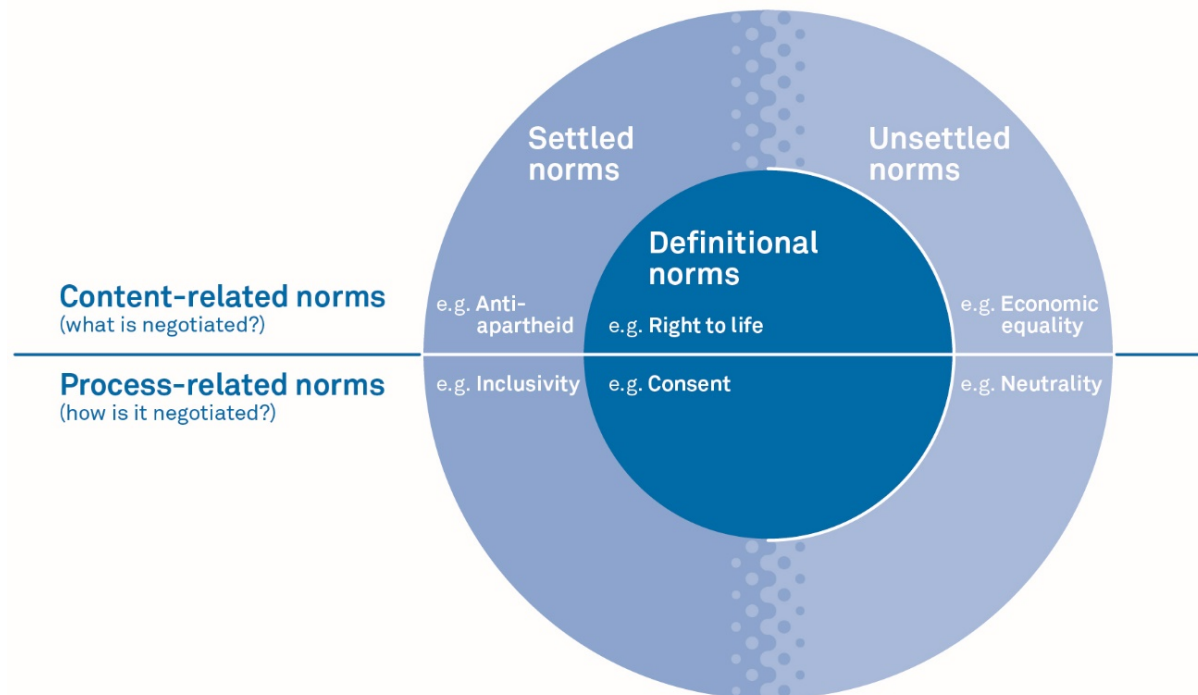 Settled
norms
Unsettled
norms
Definitional
norms
Content-related norms
(what is negotiated?)
e.g. Anti-
apartheid
e.g. Right to life
e.g. Economic
equality
Process-related norms
(how is it negotiated?)
e.g. Inclusivity
e.g. Consent
e.g. Neutrality